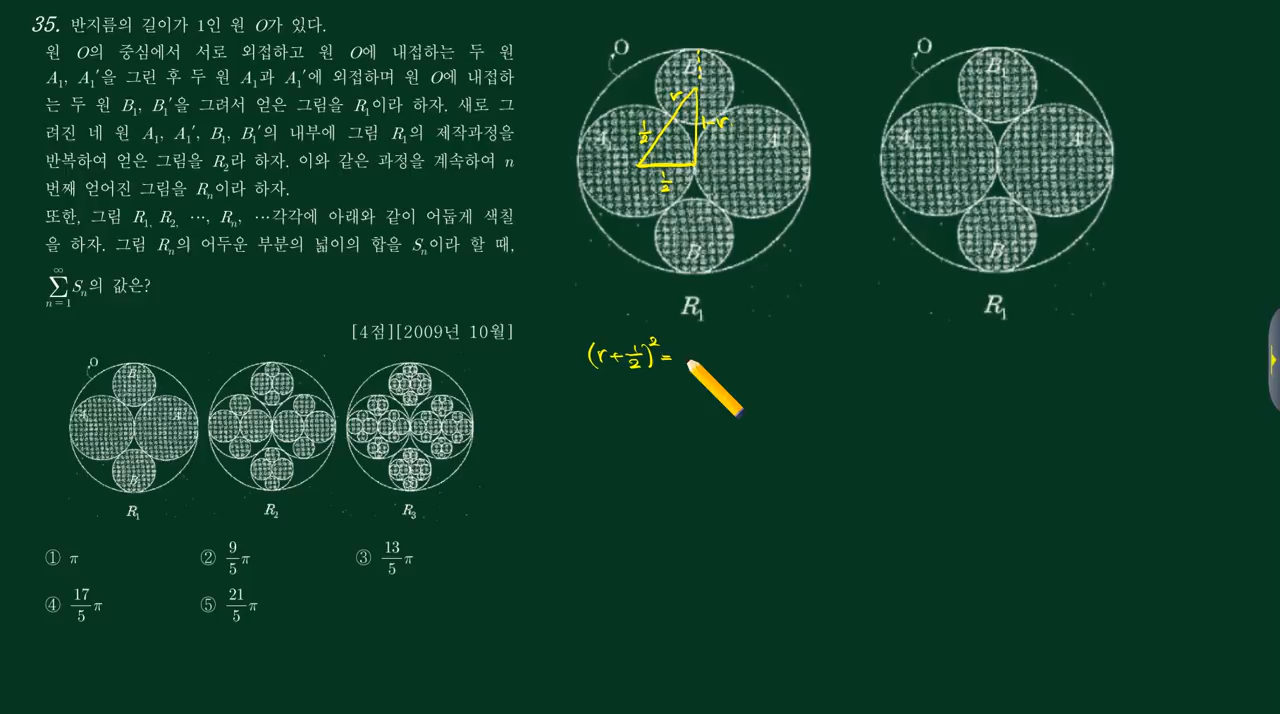 35. 반지름의 길이가 1인 원 O가 있다.
원 O의 중심에서 서로 외접하고 원 O에 내접하는 두 원
A₁, A₁′을 그린 후 두 원 A₁과 A₁′에 외접하며 원 O에 내접하
는 두 원 B₁, B₁′을 그려서 얻은 그림을 R₁이라 하자. 새로 그
려진 네 원 A₁, A₁′, B₁, B₁′의 내부에 그림 R₁의 제작과정을
반복하여 얻은 그림을 R₂라 하자. 이와 같은 과정을 계속하여 n
번째 얻어진 그림을 Rₙ이라 하자.
또한, 그림 R₁, R₂, ⋯, Rₙ, ⋯각각에 아래와 같이 어둡게 색칠
을 하자. 그림 Rₙ의 어두운 부분의 넓이의 합을 Sₙ이라 할 때,
∞
∑ Sₙ의 값은?
n=1
[4점][2009년 10월]
O
R₁
R₂
R₃
① π
② 9/5 π
③ 13/5 π
④ 17/5 π
⑤ 21/5 π
O
B₁
r
1/2
1-r
1/2
R₁
O
B₁
R₁
(r+1/2)²=